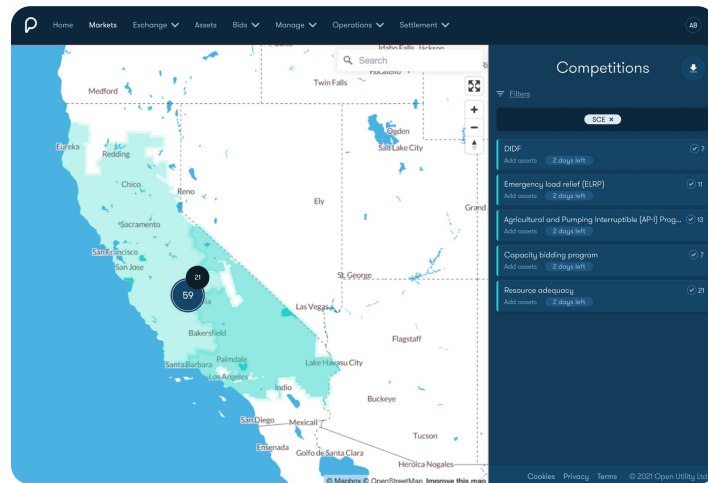 Home Markets Exchange Assets Bids Manage Operations Settlement AB
Search
Competitions
Filters
SCE ×
DIDF 7
Add assets 2 days left
Emergency load relief (ELRP) 11
Add assets 2 days left
Agricultural and Pumping Interruptible (AP-I) Prog... 13
Add assets 2 days left
Capacity bidding program 7
Add assets 2 days left
Resource adequacy 21
Add assets 2 days left
Idaho Falls Jackson
Pocatello
Twin Falls
Medford
Ogden
Salt Lake City
Eureka
Redding
Chico
Reno
Ely
Grand
Sacramento
San Francisco
San Jose
St. George
21
59
Las Vegas
Bakersfield
Flagstaff
Santa Barbara
Palmdale
Lake Havasu City
Los Angeles
Indio
Buckeye
San Diego
Mexicali
Tucson
Ensenada
Golfo de Santa Clara
Heroica Nogales
© Mapbox © OpenStreetMap Improve this map
Cookies Privacy Terms © 2021 Open Utility Ltd